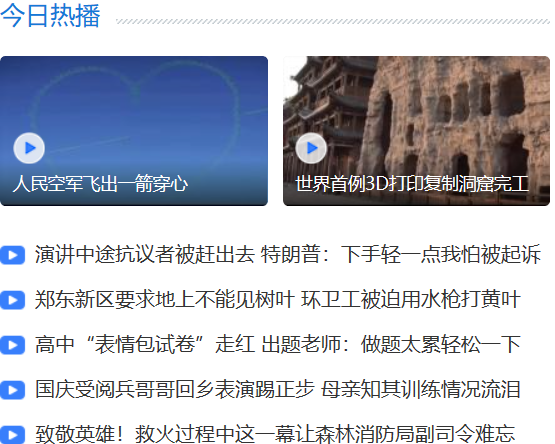 今日热播
人民空军飞出一箭穿心
世界首例3D打印复制洞窟完工
演讲中途抗议者被赶出去 特朗普：下手轻一点我怕被起诉
郑东新区要求地上不能见树叶 环卫工被迫用水枪打黄叶
高中“表情包试卷”走红 出题老师：做题太累轻松一下
国庆受阅兵哥哥回乡表演踢正步 母亲知其训练情况流泪
致敬英雄！救火过程中这一幕让森林消防局副司令难忘